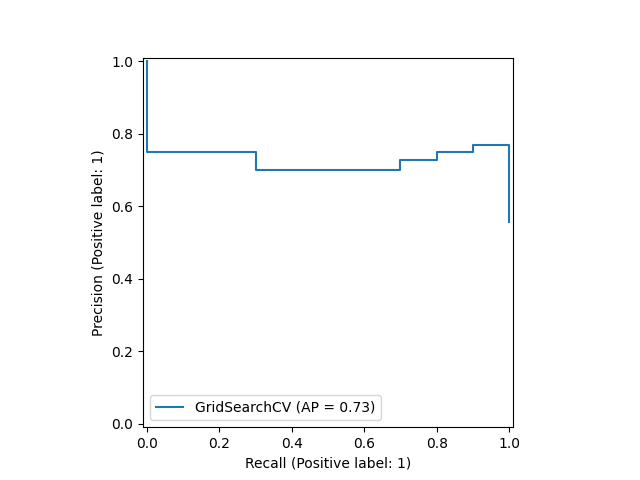 1.0
0.8
0.6
0.4
0.2
0.0
Precision (Positive label: 1)
GridSearchCV (AP = 0.73)
0.0 0.2 0.4 0.6 0.8 1.0
Recall (Positive label: 1)